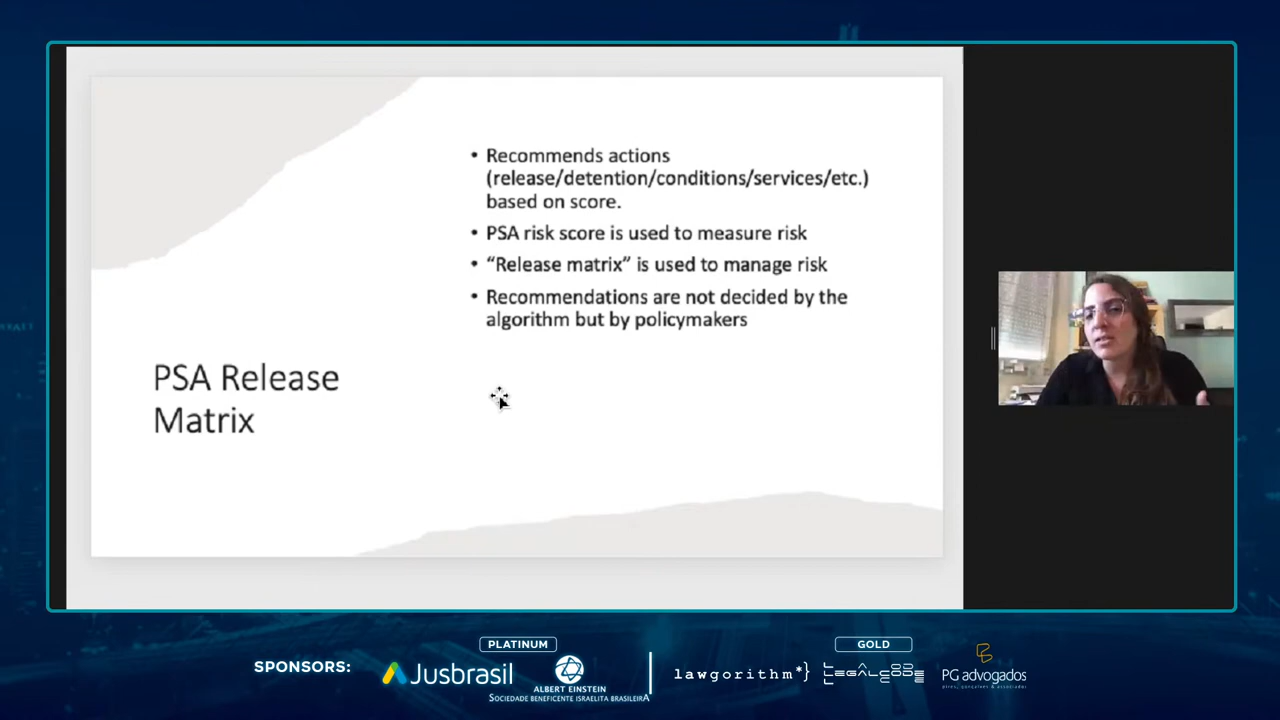 • Recommends actions
(release/detention/conditions/services/etc.)
based on score.
• PSA risk score is used to measure risk
• “Release matrix” is used to manage risk
• Recommendations are not decided by the
algorithm but by policymakers
PSA Release
Matrix
SPONSORS:
PLATINUM
Jusbrasil
ALBERT EINSTEIN
SOCIEDADE BENEFICENTE ISRAELITA BRASILEIRA
lawgorithm*}
GOLD
LEGALCODE
PG advogados